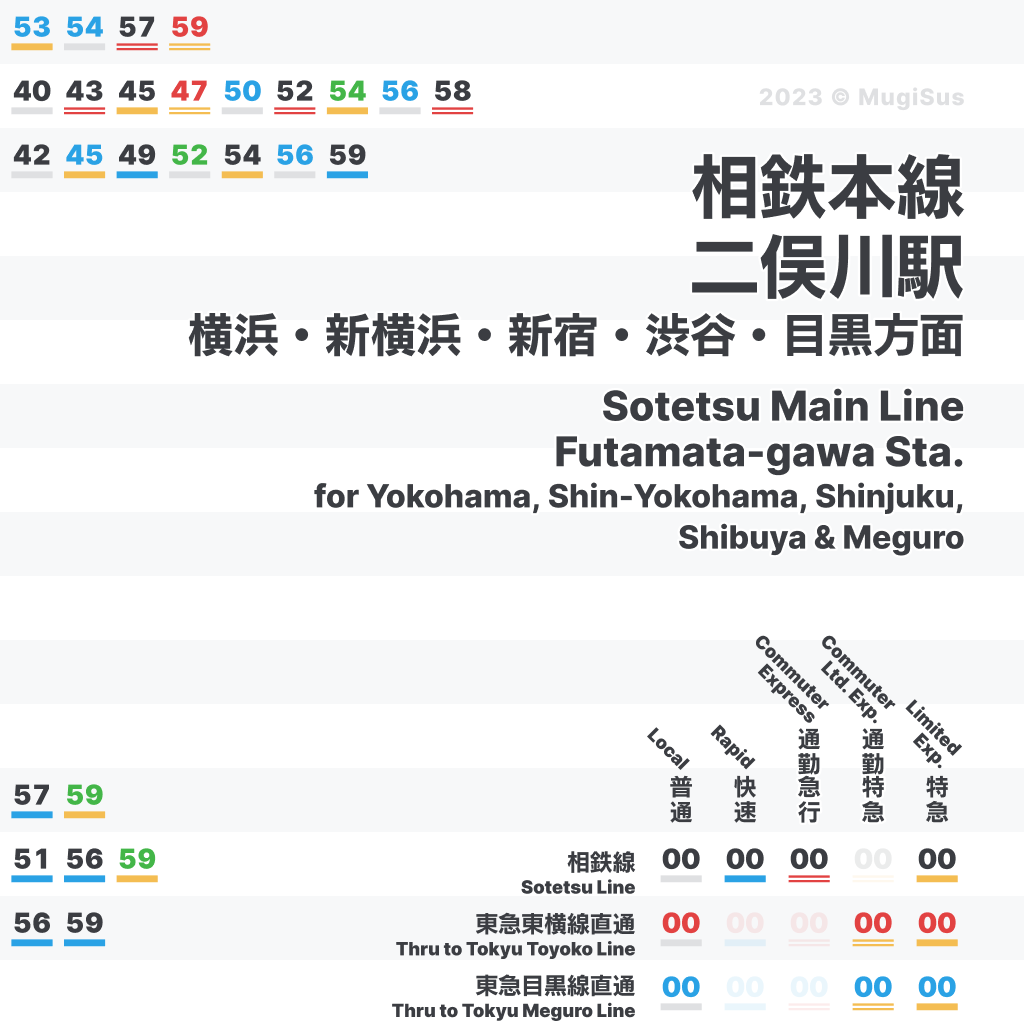 53 54 57 59
40 43 45 47 50 52 54 56 58
2023 © MugiSus
42 45 49 52 54 56 59
相鉄本線
二俣川駅
横浜・新横浜・新宿・渋谷・目黒方面
Sotetsu Main Line
Futamata-gawa Sta.
for Yokohama, Shin-Yokohama, Shinjuku,
Shibuya & Meguro
57 59
51 56 59
56 59
Local
普通
Rapid
快速
Commuter
Express
通勤急行
Commuter
Ltd. Exp.
通勤特急
Limited
Exp.
特急
相鉄線
Sotetsu Line
00 00 00 00 00
東急東横線直通
Thru to Tokyu Toyoko Line
00 00 00 00 00
東急目黒線直通
Thru to Tokyu Meguro Line
00 00 00 00 00